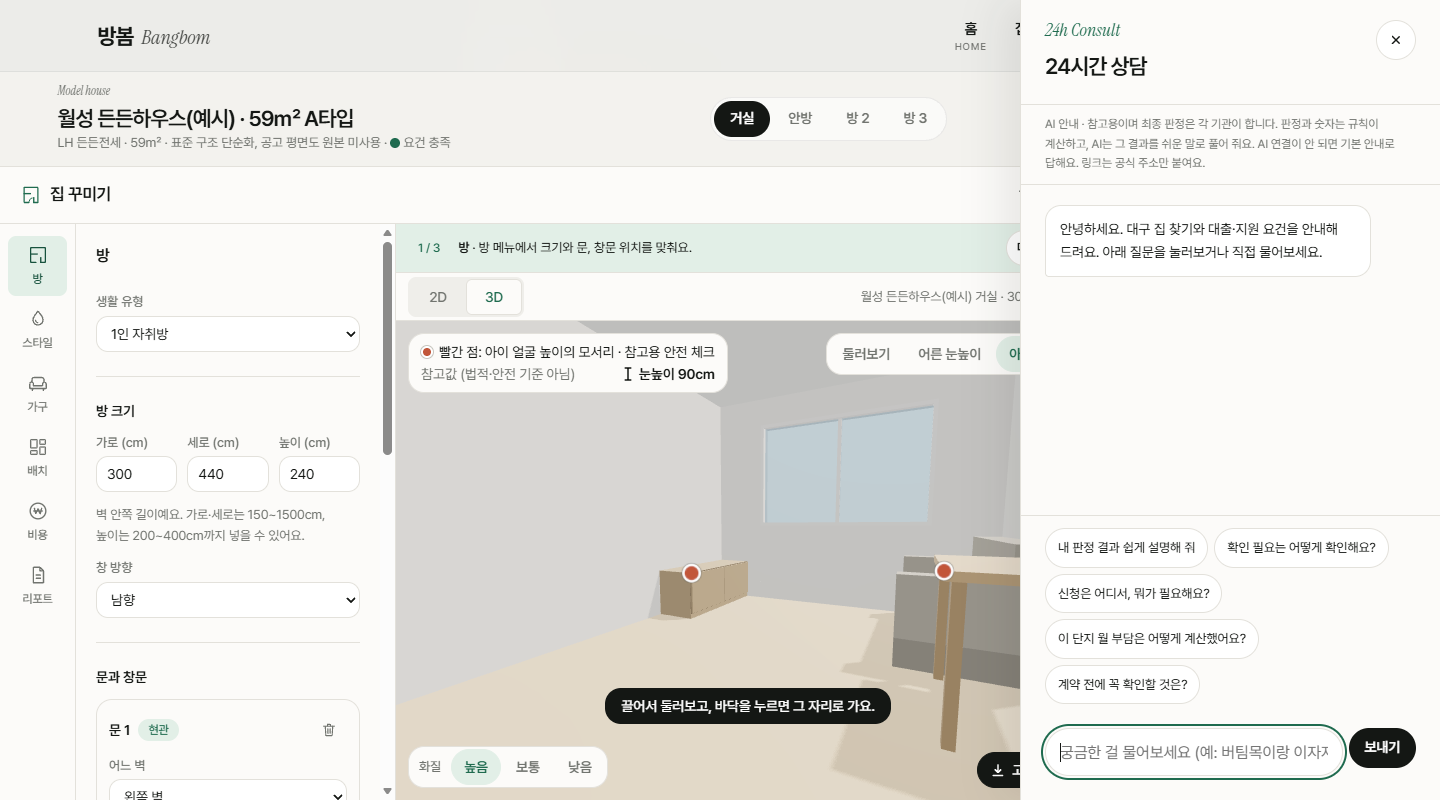 방봄 Bangbom
홈
HOME
Model house
월성 든든하우스(예시) · 59m² A타입
LH 든든전세 · 59m² · 표준 구조 단순화, 공고 평면도 원본 미사용 · 요건 충족
거실
안방
방 2
방 3
집 꾸미기
방
스타일
가구
배치
비용
리포트
방
생활 유형
1인 자취방
방 크기
가로 (cm)
세로 (cm)
높이 (cm)
300
440
240
벽 안쪽 길이예요. 가로·세로는 150~1500cm,
높이는 200~400cm까지 넣을 수 있어요.
창 방향
남향
문과 창문
문 1
현관
어느 벽
왼쪽 벽
1 / 3
방 · 방 메뉴에서 크기와 문, 창문 위치를 맞춰요.
2D
3D
월성 든든하우스(예시) 거실 · 30
빨간 점: 아이 얼굴 높이의 모서리 · 참고용 안전 체크
참고값 (법적·안전 기준 아님)
눈높이 90cm
둘러보기
어른 눈높이
끌어서 둘러보고, 바닥을 누르면 그 자리로 가요.
화질
높음
보통
낮음
24h Consult
24시간 상담
AI 안내 · 참고용이며 최종 판정은 각 기관이 합니다. 판정과 숫자는 규칙이
계산하고, AI는 그 결과를 쉬운 말로 풀어 줘요. AI 연결이 안 되면 기본 안내로
답해요. 링크는 공식 주소만 붙여요.
안녕하세요. 대구 집 찾기와 대출·지원 요건을 안내해
드려요. 아래 질문을 눌러보거나 직접 물어보세요.
내 판정 결과 쉽게 설명해 줘
확인 필요는 어떻게 확인해요?
신청은 어디서, 뭐가 필요해요?
이 단지 월 부담은 어떻게 계산했어요?
계약 전에 꼭 확인할 것은?
궁금한 걸 물어보세요 (예: 버팀목이랑 이자
보내기